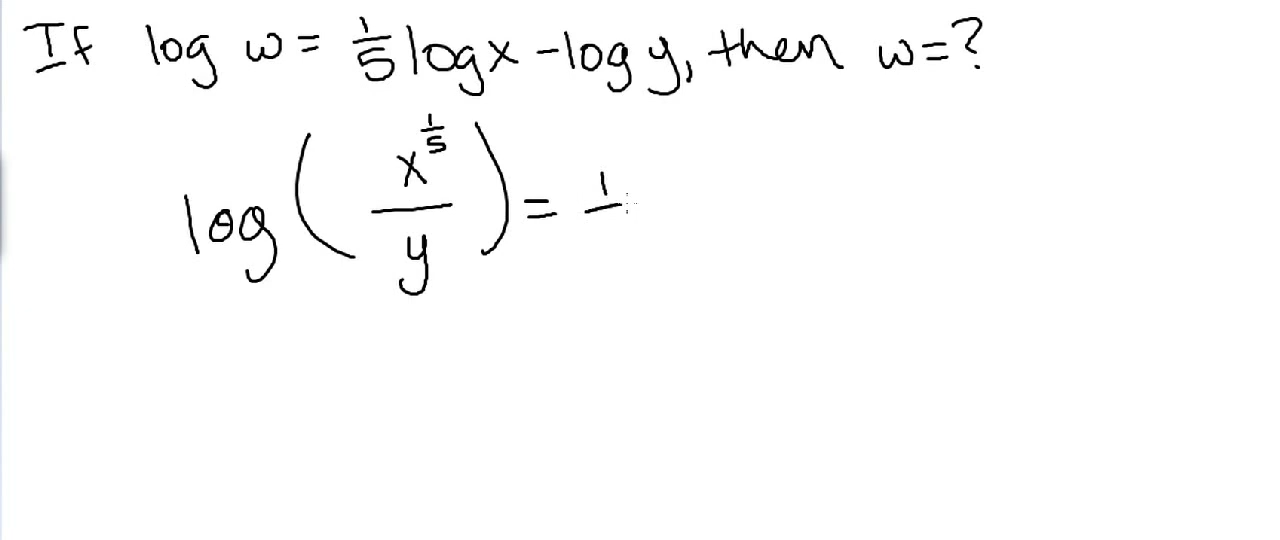 If log w = 1/5 log x - log y, then w = ?
log ( x^(1/5) / y ) = 1/